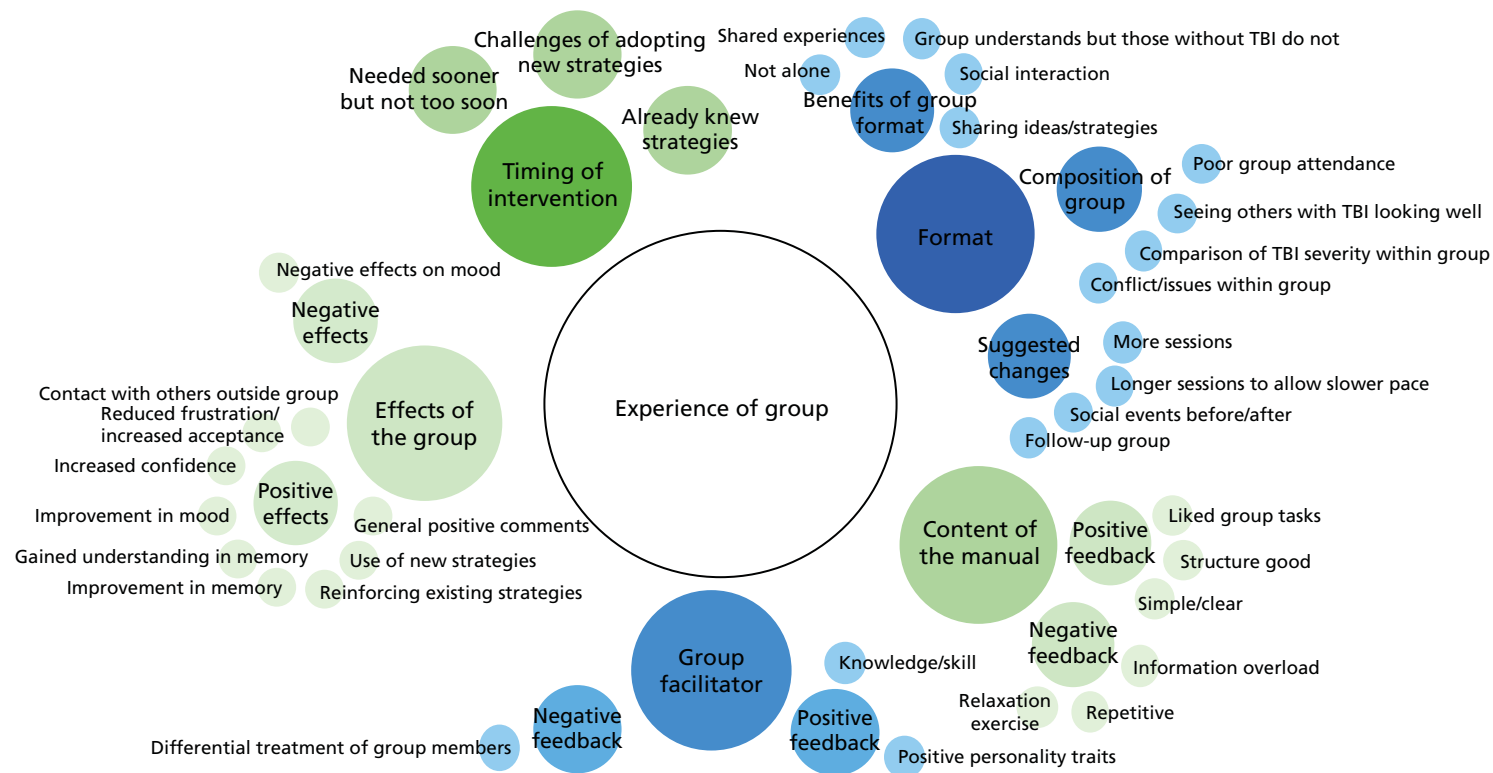 Challenges of adopting
new strategies
Needed sooner
but not too soon
Already knew
strategies
Timing of
intervention
Shared experiences
Group understands but those without TBI do not
Not alone
Social interaction
Benefits of group
format
Sharing ideas/strategies
Composition of
group
Poor group attendance
Seeing others with TBI looking well
Comparison of TBI severity within group
Conflict/issues within group
Format
Suggested
changes
More sessions
Longer sessions to allow slower pace
Social events before/after
Follow-up group
Experience of group
Negative effects on mood
Negative
effects
Effects of
the group
Contact with others outside group
Reduced frustration/
increased acceptance
Increased confidence
Positive
effects
Improvement in mood
General positive comments
Gained understanding in memory
Use of new strategies
Improvement in memory
Reinforcing existing strategies
Content of
the manual
Positive
feedback
Liked group tasks
Structure good
Simple/clear
Negative
feedback
Information overload
Relaxation
exercise
Repetitive
Group
facilitator
Knowledge/skill
Positive
feedback
Positive personality traits
Negative
feedback
Differential treatment of group members